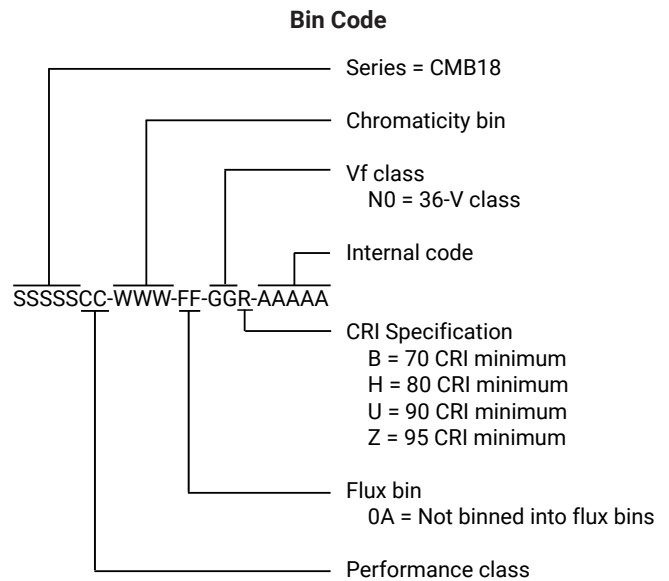 Bin Code
Series = CMB18
Chromaticity bin
Vf class
N0 = 36-V class
Internal code
SSSSSCC-WWW-FF-GGR-AAAAA
CRI Specification
B = 70 CRI minimum
H = 80 CRI minimum
U = 90 CRI minimum
Z = 95 CRI minimum
Flux bin
0A = Not binned into flux bins
Performance class